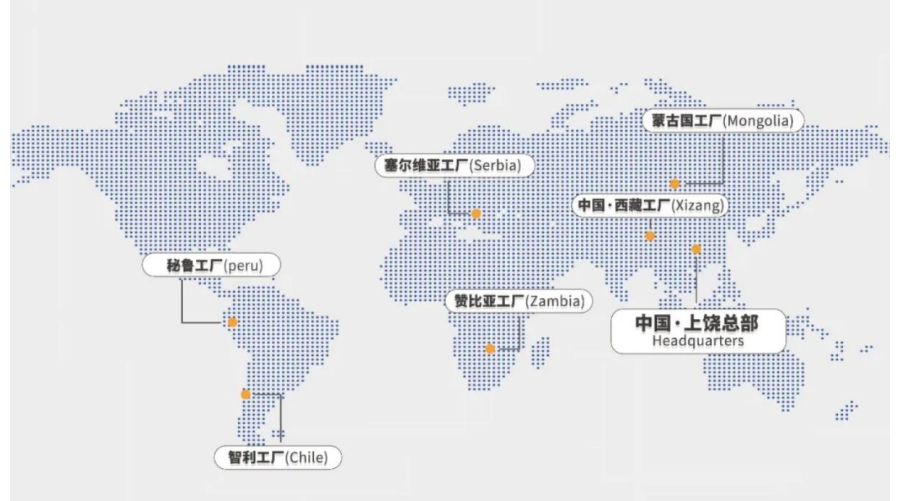 蒙古国工厂(Mongolia)
塞尔维亚工厂(Serbia)
中国·西藏工厂(Xizang)
秘鲁工厂(peru)
赞比亚工厂(Zambia)
中国·上饶总部
Headquarters
智利工厂(Chile)